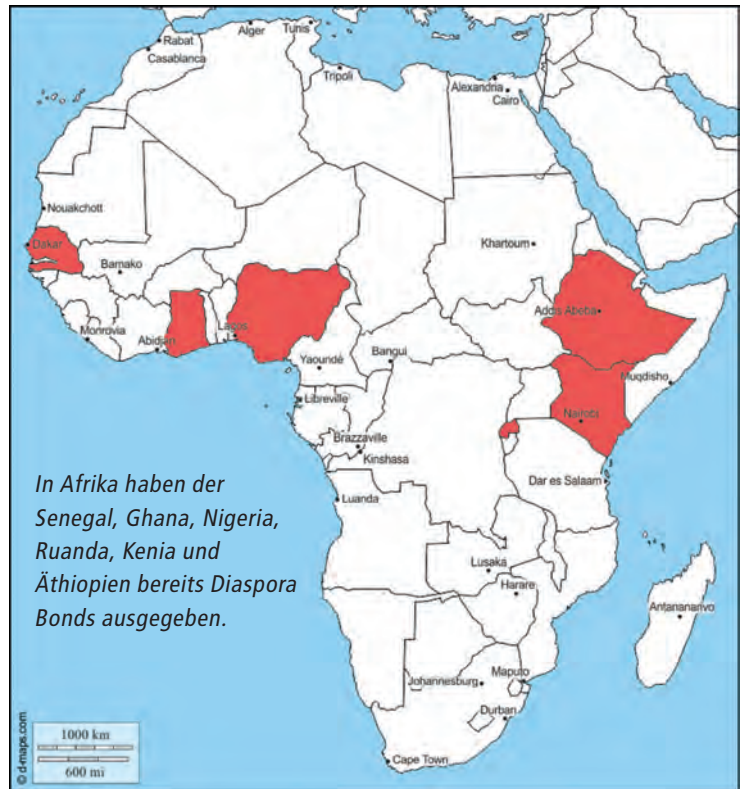 Alger
Tunis
Rabat
Casablanca
Tripoli
Alexandria
Cairo
Nouakchott
Dakar
Bamako
Khartoum
Addis Abeba
Monrovia
Abidjan
Lagos
Yaoundé
Bangui
Muqdisho
Libreville
Nairobi
Brazzaville
Kinshasa
Dar es Salaam
Luanda
In Afrika haben der
Senegal, Ghana, Nigeria,
Ruanda, Kenia und
Äthiopien bereits Diaspora
Bonds ausgegeben.
Lusaka
Harare
Antananarivo
Johannesburg
Maputo
Durban
Cape Town
1000 km
600 mi
© d-maps.com